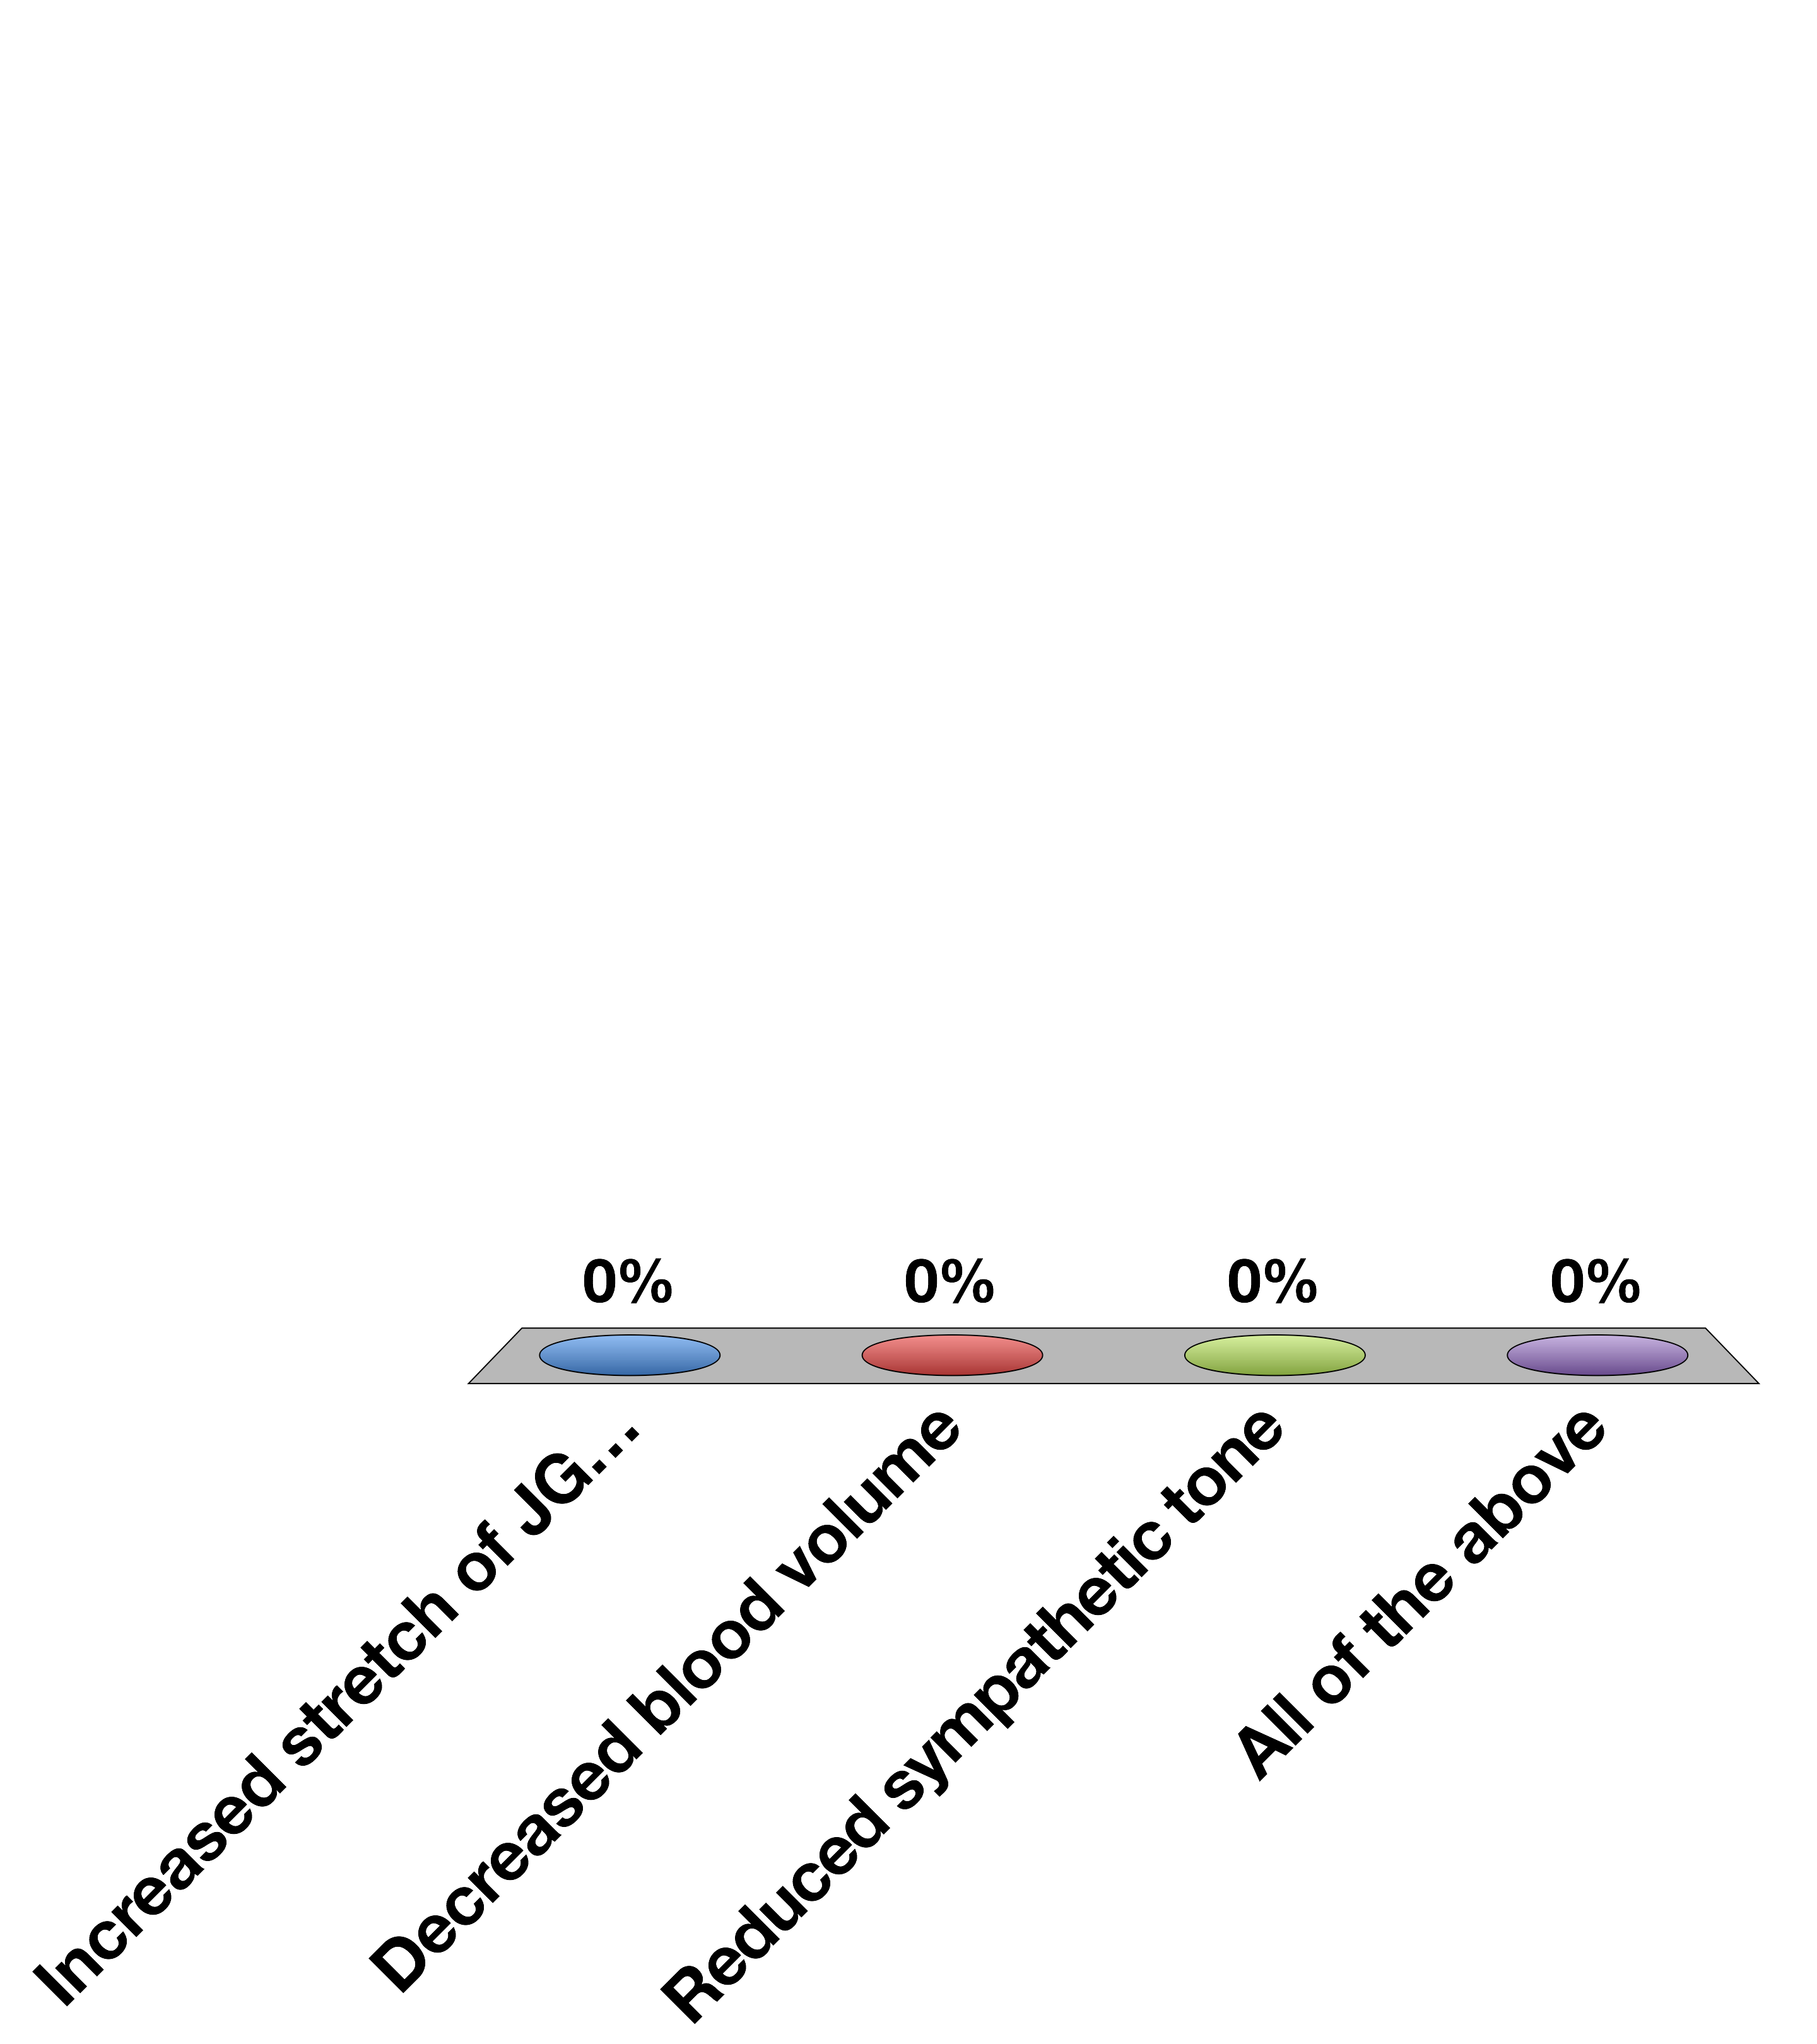 0% 0% 0% 0%
Increased stretch of JG...
Decreased blood volume
Reduced sympathetic tone
All of the above